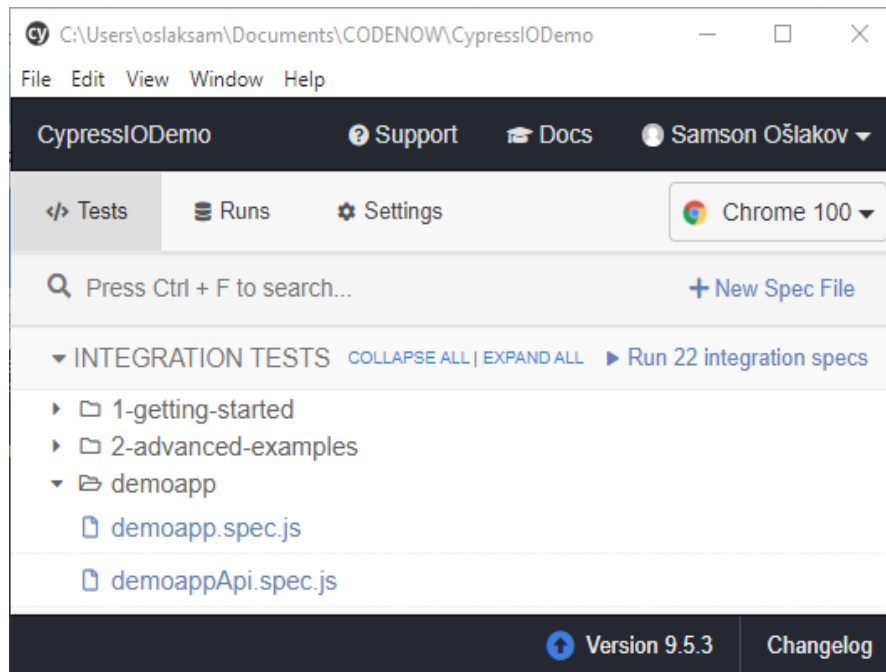 cy C:\Users\oslaksam\Documents\CODENOW\CypressIODemo
File Edit View Window Help
CypressIODemo Support Docs Samson Ošlakov
</> Tests Runs Settings Chrome 100
Press Ctrl + F to search... + New Spec File
INTEGRATION TESTS COLLAPSE ALL | EXPAND ALL Run 22 integration specs
1-getting-started
2-advanced-examples
demoapp
demoapp.spec.js
demoappApi.spec.js
Version 9.5.3 Changelog